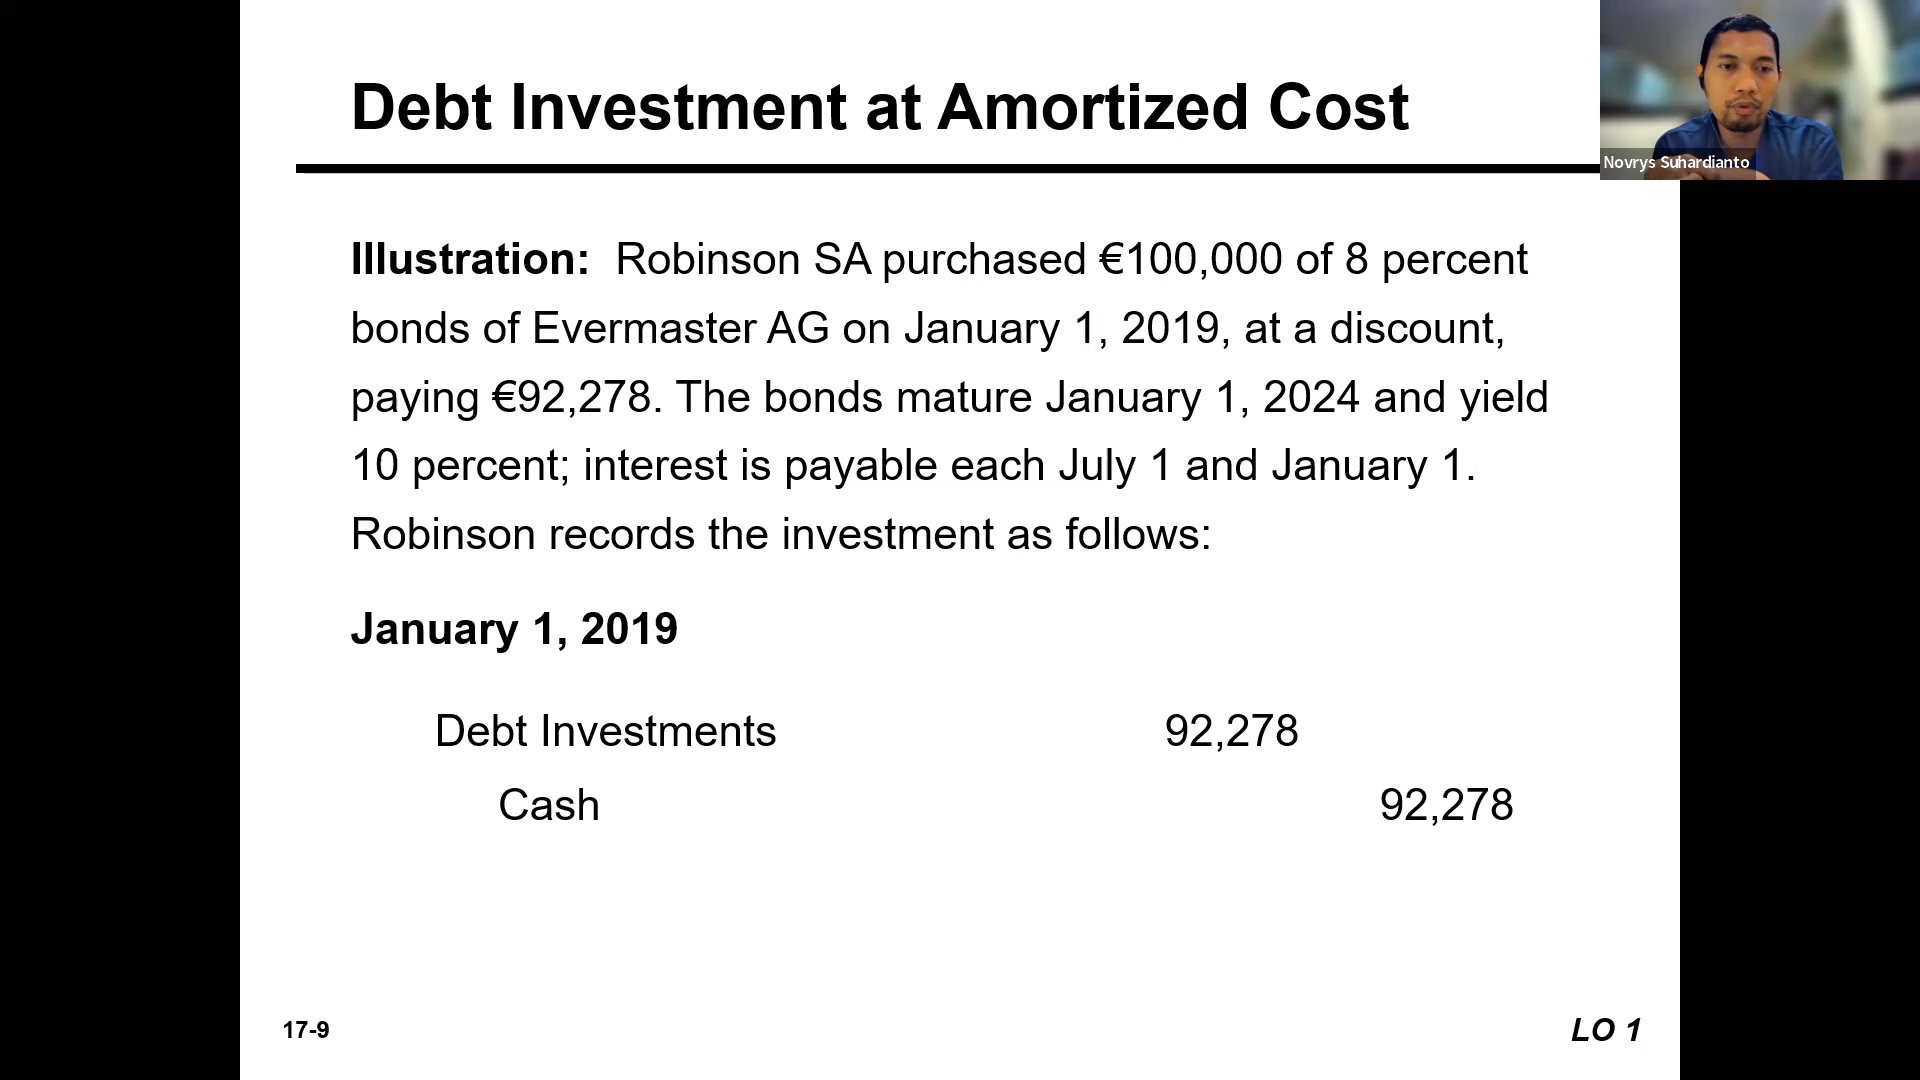 Debt Investment at Amortized Cost
Novrys Suhardianto
Illustration: Robinson SA purchased €100,000 of 8 percent
bonds of Evermaster AG on January 1, 2019, at a discount,
paying €92,278. The bonds mature January 1, 2024 and yield
10 percent; interest is payable each July 1 and January 1.
Robinson records the investment as follows:
January 1, 2019
Debt Investments 92,278
Cash 92,278
17-9
LO 1